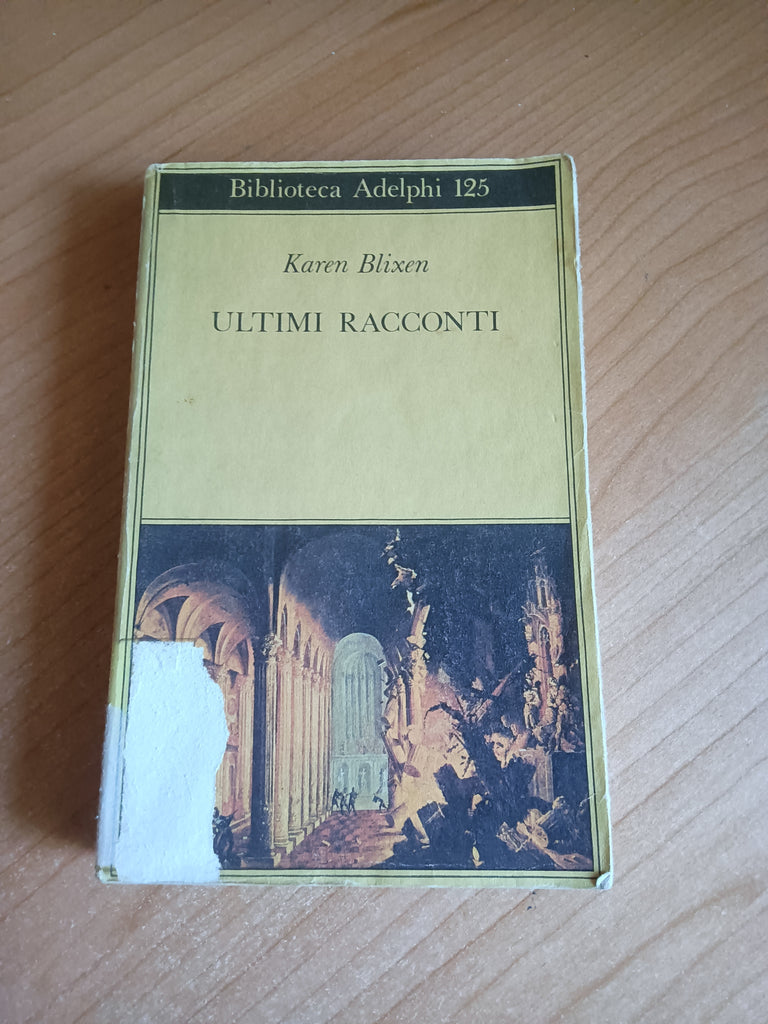 Biblioteca Adelphi 125
Karen Blixen
ULTIMI RACCONTI